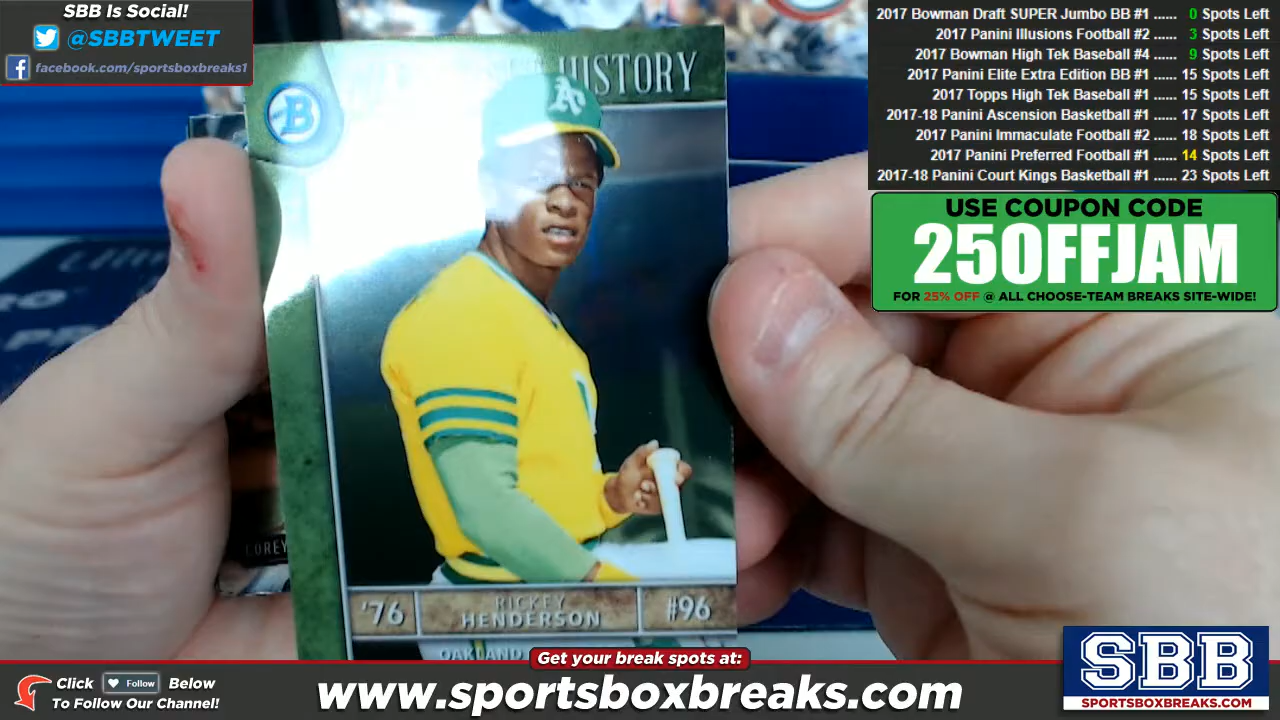 SBB Is Social!
@SBBTWEET
facebook.com/sportsboxbreaks1
2017 Bowman Draft SUPER Jumbo BB #1 ...... 0 Spots Left
2017 Panini Illusions Football #2 ...... 3 Spots Left
2017 Bowman High Tek Baseball #4 ...... 9 Spots Left
2017 Panini Elite Extra Edition BB #1 ...... 15 Spots Left
2017 Topps High Tek Baseball #1 ...... 15 Spots Left
2017-18 Panini Ascension Basketball #1 ...... 17 Spots Left
2017 Panini Immaculate Football #2 ...... 18 Spots Left
2017 Panini Preferred Football #1 ...... 14 Spots Left
2017-18 Panini Court Kings Basketball #1 ...... 23 Spots Left
USE COUPON CODE
25OFFJAM
FOR 25% OFF @ ALL CHOOSE-TEAM BREAKS SITE-WIDE!
HISTORY
B
A's
COREY
'76
RICKEY
HENDERSON
#96
OAKLAND
Get your break spots at:
Click Follow Below
To Follow Our Channel!
www.sportsboxbreaks.com
SBB
SPORTSBOXBREAKS.COM